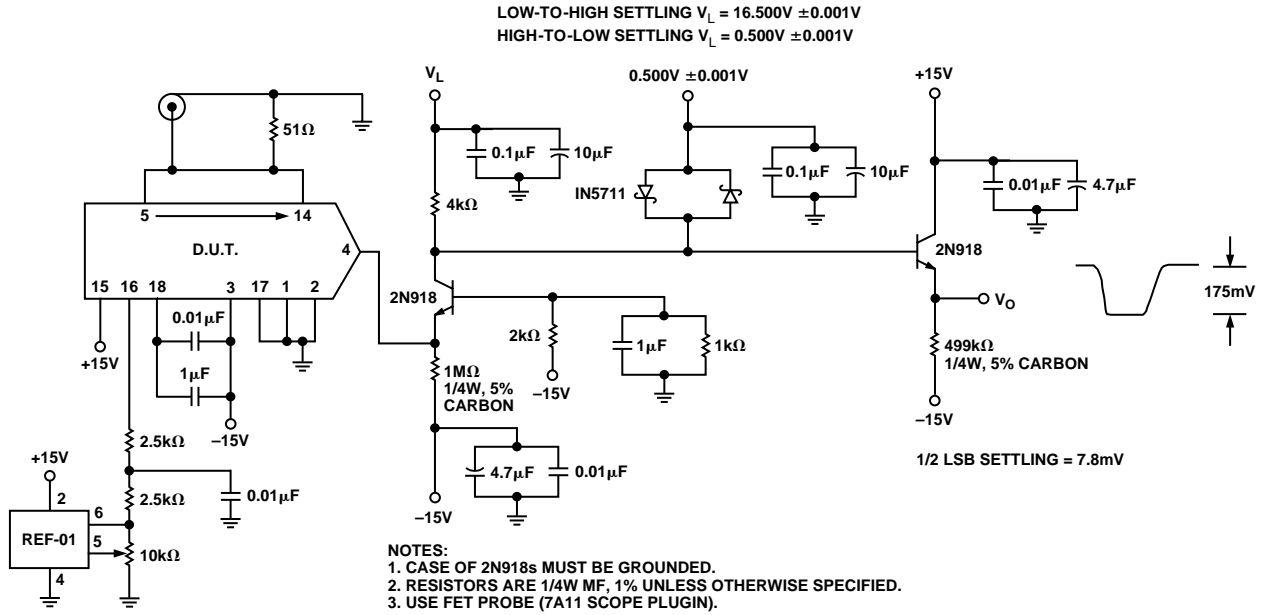 LOW-TO-HIGH SETTLING VL = 16.500V ±0.001V
HIGH-TO-LOW SETTLING VL = 0.500V ±0.001V
VL
0.500V ±0.001V
+15V
51Ω
0.1µF
10µF
0.1µF
10µF
0.01µF
4.7µF
4kΩ
IN5711
5
14
D.U.T.
4
2N918
2N918
15
16
18
3
17
1
2
VO
175mV
0.01µF
1µF
+15V
–15V
2kΩ
–15V
1µF
1kΩ
1MΩ
1/4W, 5%
CARBON
499kΩ
1/4W, 5% CARBON
–15V
2.5kΩ
+15V
2.5kΩ
0.01µF
4.7µF
0.01µF
–15V
1/2 LSB SETTLING = 7.8mV
2
6
REF-01
5
10kΩ
4
NOTES:
1. CASE OF 2N918s MUST BE GROUNDED.
2. RESISTORS ARE 1/4W MF, 1% UNLESS OTHERWISE SPECIFIED.
3. USE FET PROBE (7A11 SCOPE PLUGIN).